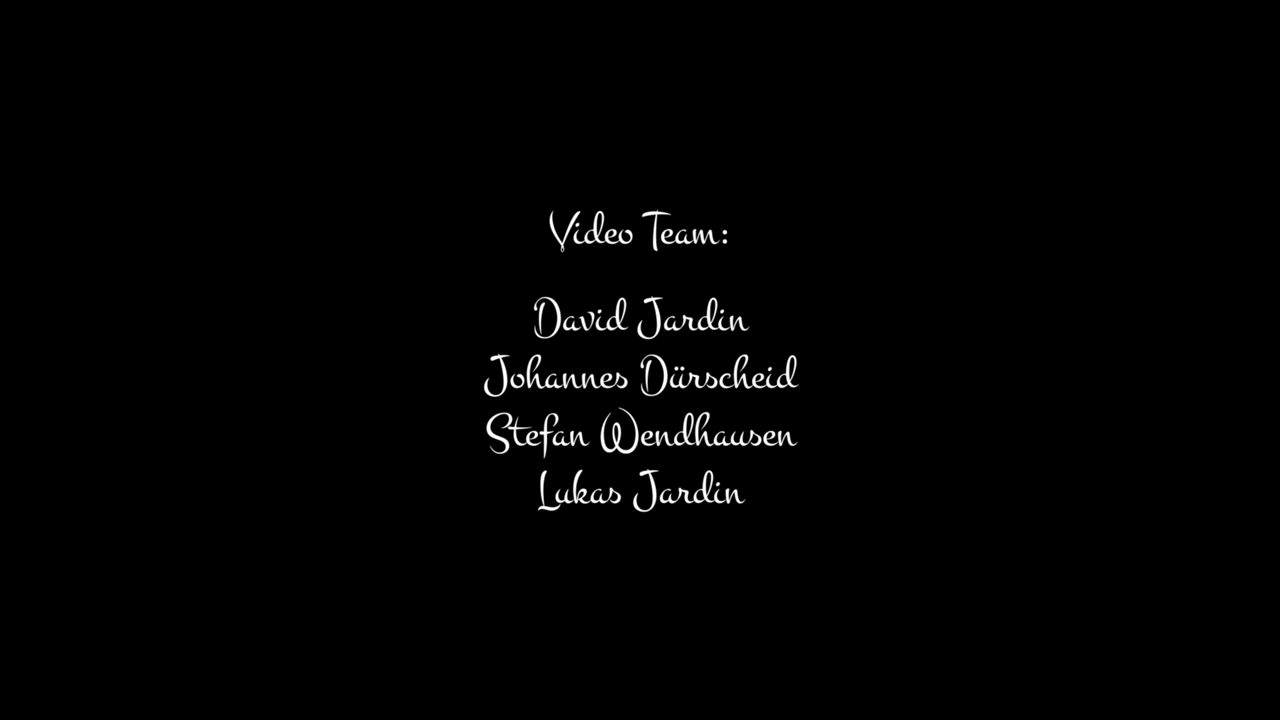 Video Team:
David Jardin
Johannes Dürscheid
Stefan Wendhausen
Lukas Jardin